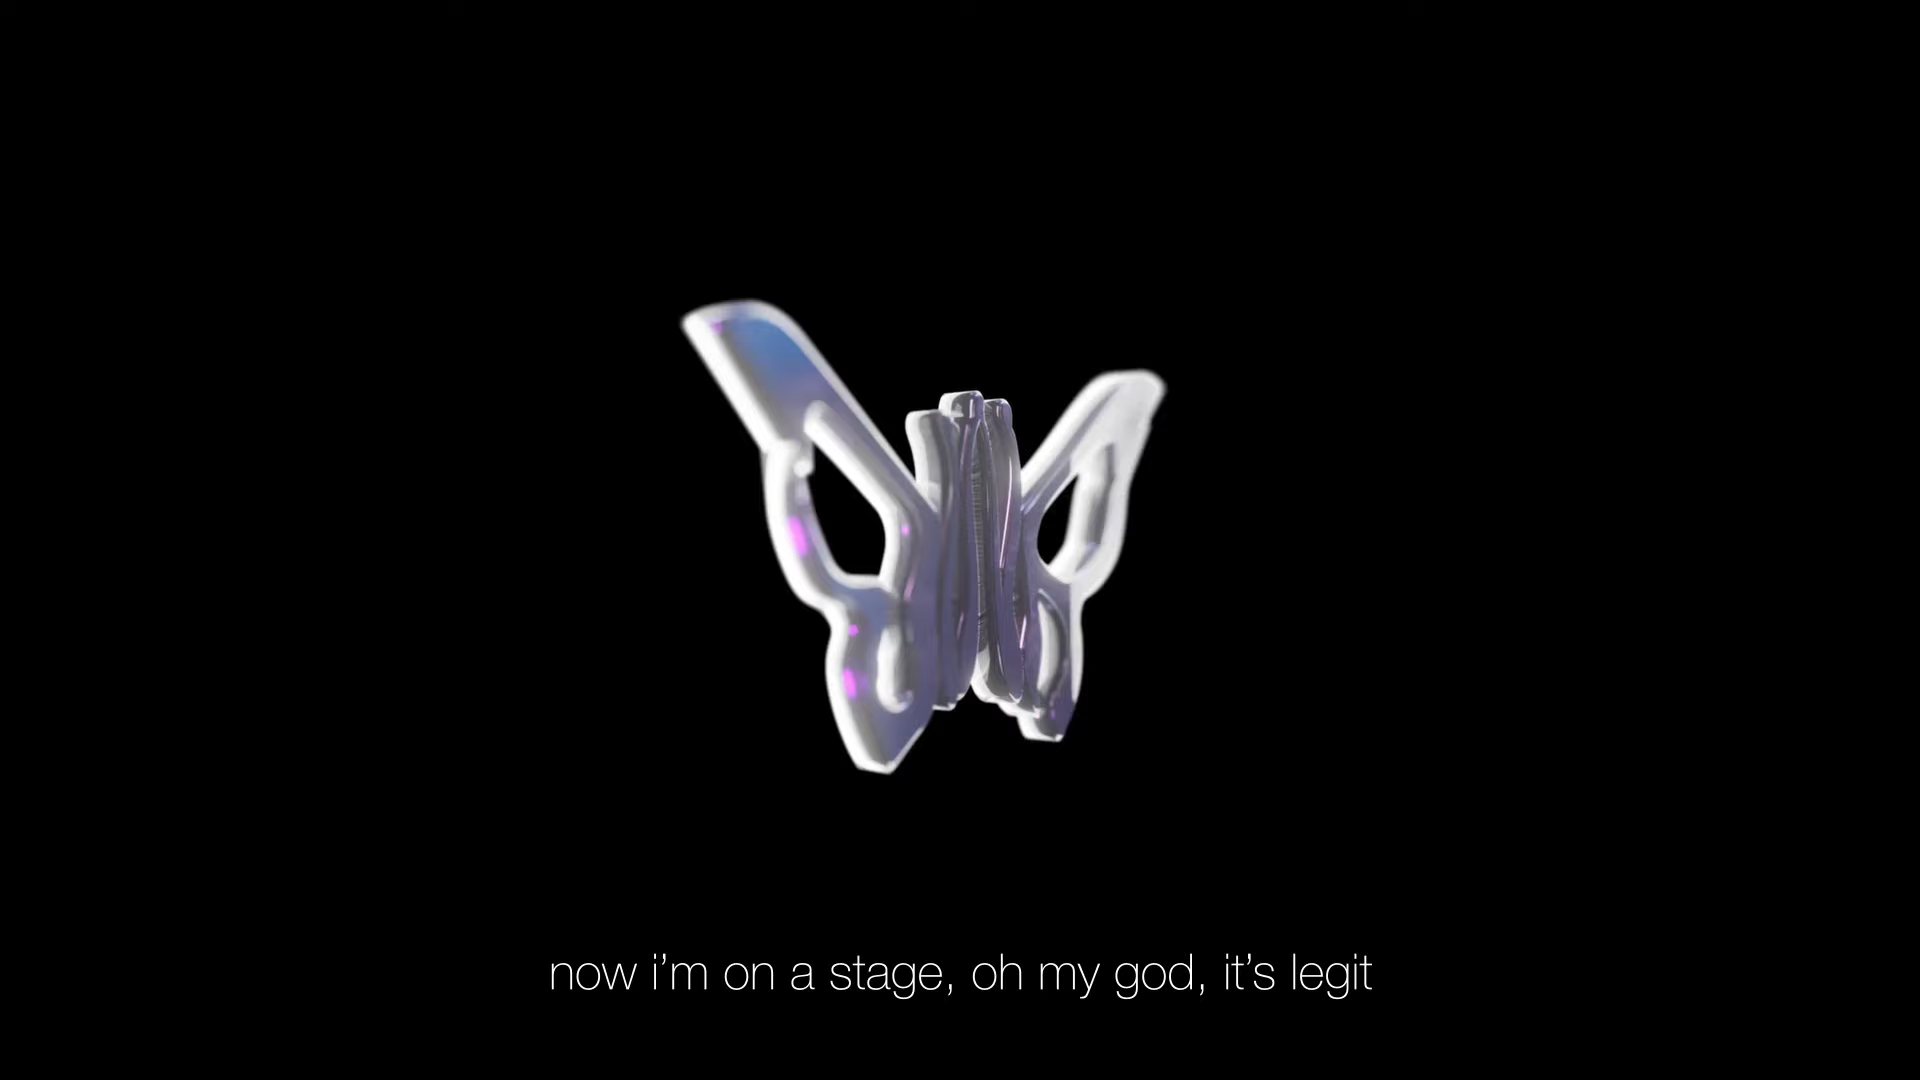 now i’m on a stage, oh my god, it’s legit